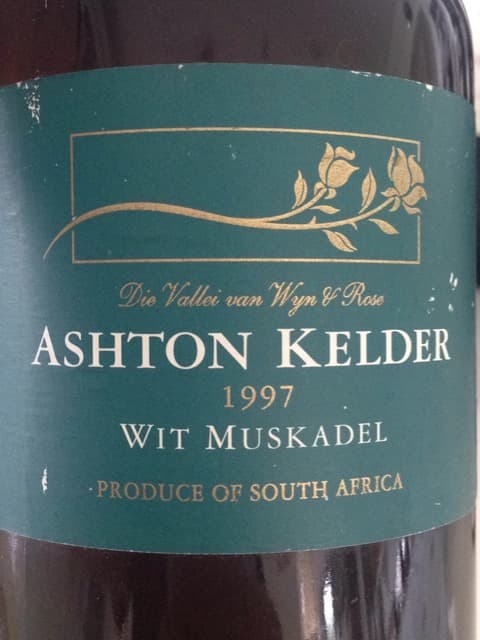 Die Vallei van Wyn & Rose
ASHTON KELDER
1997
WIT MUSKADEL
PRODUCE OF SOUTH AFRICA